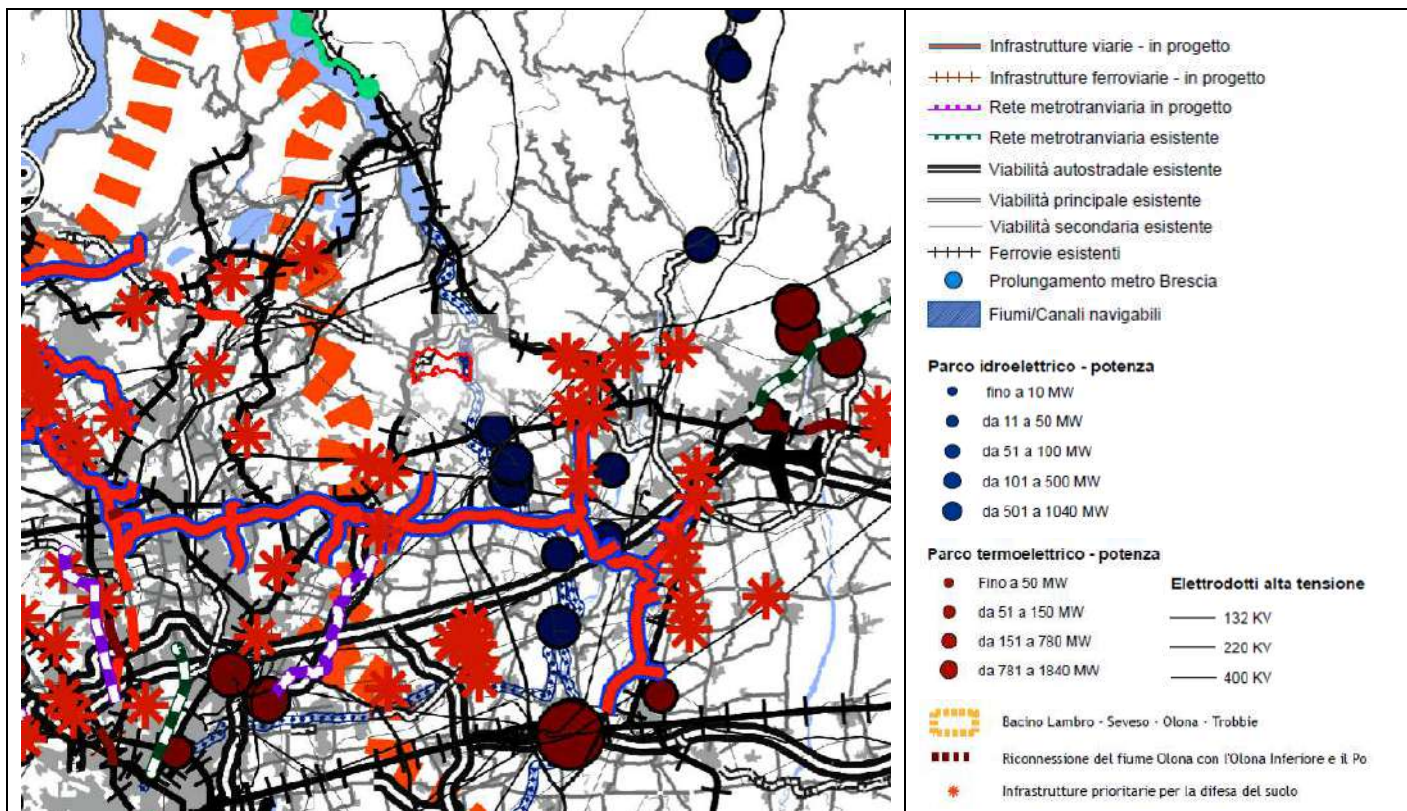 Infrastrutture viarie - in progetto
Infrastrutture ferroviarie - in progetto
Rete metrotranviaria in progetto
Rete metrotranviaria esistente
Viabilità autostradale esistente
Viabilità principale esistente
Viabilità secondaria esistente
Ferrovie esistenti
Prolungamento metro Brescia
Fiumi/Canali navigabili
Parco idroelettrico - potenza
fino a 10 MW
da 11 a 50 MW
da 51 a 100 MW
da 101 a 500 MW
da 501 a 1040 MW
Parco termoelettrico - potenza
Fino a 50 MW
da 51 a 150 MW
da 151 a 780 MW
da 781 a 1840 MW
Elettrodotti alta tensione
132 KV
220 KV
400 KV
Bacino Lambro - Seveso - Olona - Trobbie
Riconnessione del fiume Olona con l'Olona Inferiore e il Po
Infrastrutture prioritarie per la difesa del suolo